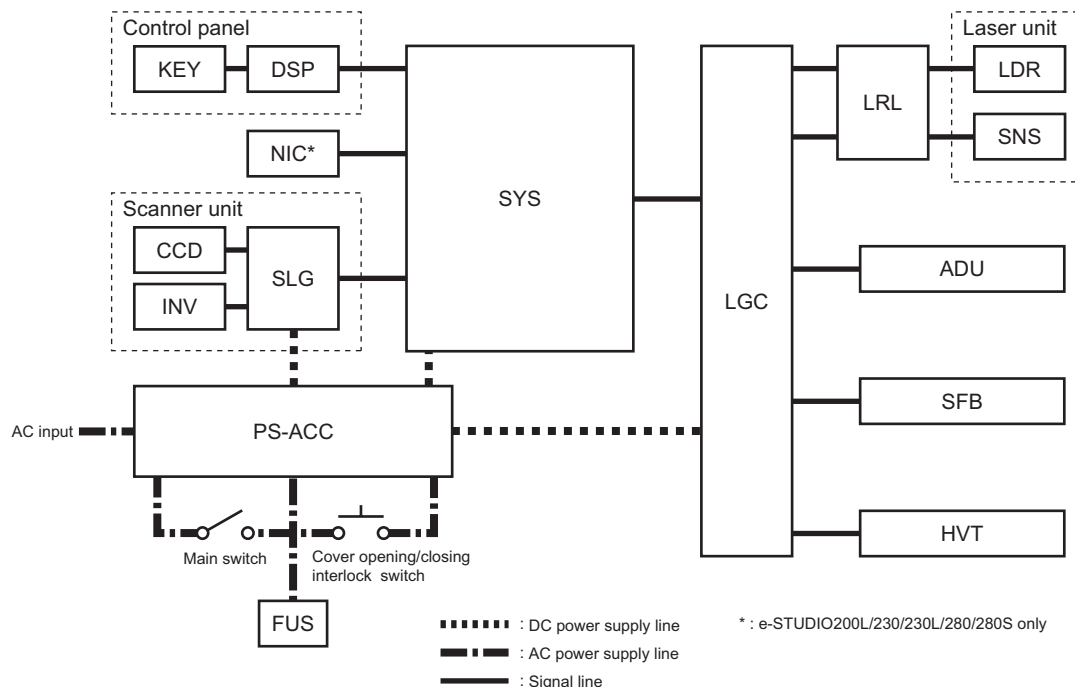 Control panel
KEY
DSP
NIC*
Scanner unit
CCD
INV
SLG
SYS
LGC
LRL
Laser unit
LDR
SNS
ADU
SFB
HVT
AC input
PS-ACC
Main switch
Cover opening/closing
interlock switch
FUS
: DC power supply line
: AC power supply line
: Signal line
* : e-STUDIO200L/230/230L/280/280S only